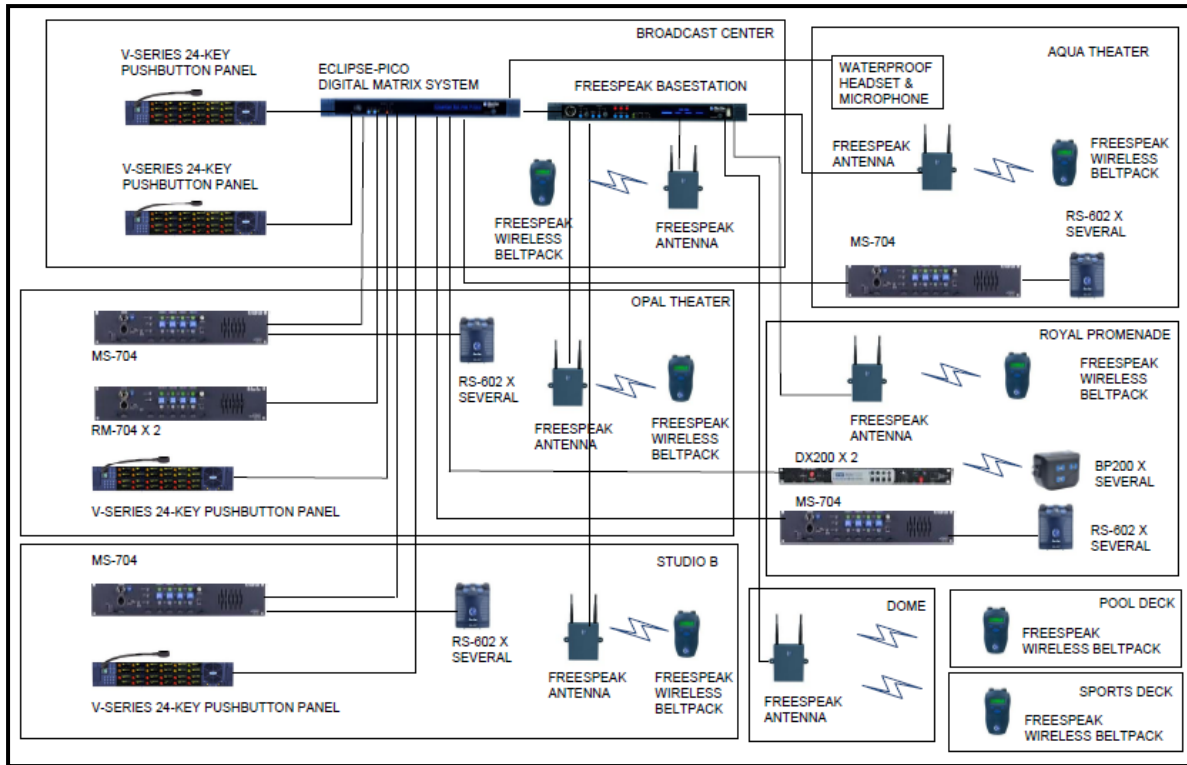 BROADCAST CENTER
V-SERIES 24-KEY
PUSHBUTTON PANEL
ECLIPSE-PICO
DIGITAL MATRIX SYSTEM
FREESPEAK BASESTATION
V-SERIES 24-KEY
PUSHBUTTON PANEL
FREESPEAK
WIRELESS
BELTPACK
FREESPEAK
ANTENNA
AQUA THEATER
WATERPROOF
HEADSET &
MICROPHONE
FREESPEAK
ANTENNA
FREESPEAK
WIRELESS
BELTPACK
RS-602 X
SEVERAL
MS-704
OPAL THEATER
MS-704
RS-602 X
SEVERAL
RM-704 X 2
FREESPEAK
ANTENNA
FREESPEAK
WIRELESS
BELTPACK
V-SERIES 24-KEY PUSHBUTTON PANEL
ROYAL PROMENADE
FREESPEAK
WIRELESS
BELTPACK
FREESPEAK
ANTENNA
DX200 X 2
BP200 X
SEVERAL
MS-704
RS-602 X
SEVERAL
STUDIO B
MS-704
RS-602 X
SEVERAL
FREESPEAK
ANTENNA
FREESPEAK
WIRELESS
BELTPACK
V-SERIES 24-KEY PUSHBUTTON PANEL
DOME
FREESPEAK
ANTENNA
POOL DECK
FREESPEAK
WIRELESS BELTPACK
SPORTS DECK
FREESPEAK
WIRELESS BELTPACK